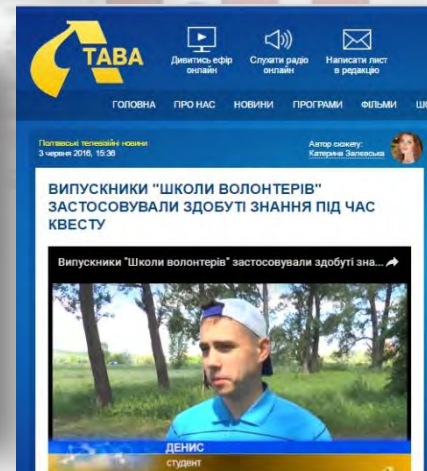 ТАВА
Дивитись ефір
онлайн
Слухати радіо
онлайн
Написати лист
в редакцію
ГОЛОВНА ПРО НАС НОВИНИ ПРОГРАМИ ФІЛЬМИ
Полтавські телевізійні новини
3 червня 2016, 15:36
Автор сюжету:
Катерина Залевська
ВИПУСКНИКИ "ШКОЛИ ВОЛОНТЕРІВ"
ЗАСТОСОВУВАЛИ ЗДОБУТІ ЗНАННЯ ПІД ЧАС
КВЕСТУ
Випускники "Школи волонтерів" застосовували здобуті зна...
ДЕНИС
студент